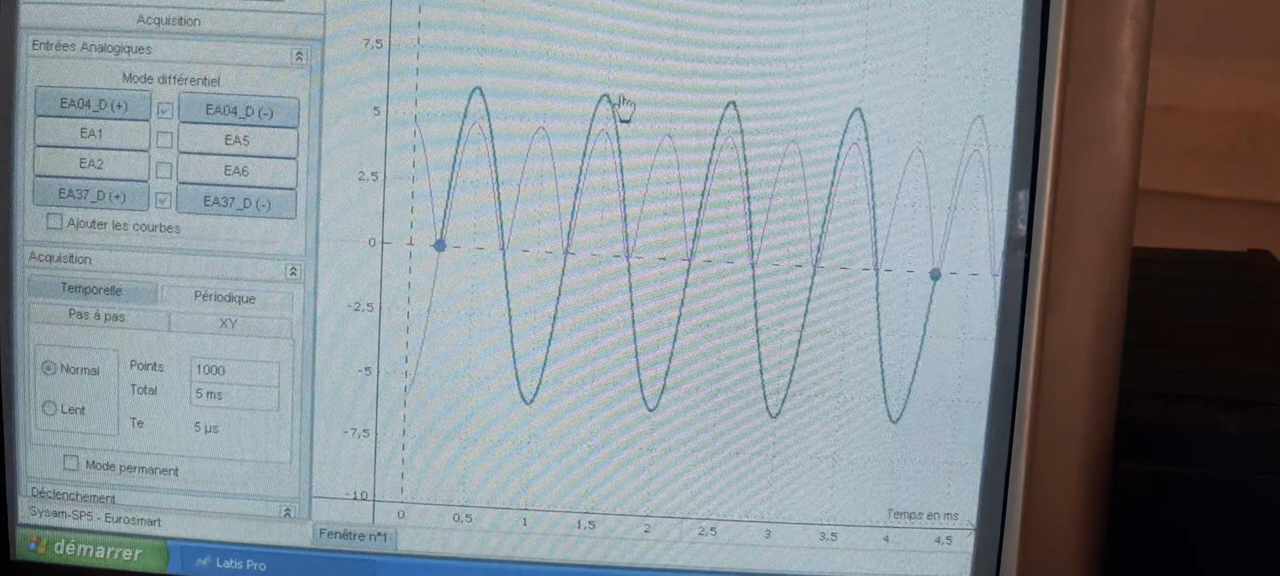 Acquisition
Entrées Analogiques
Mode différentiel
EA04_D (+) EA04_D (-)
EA1 EA5
EA2 EA6
EA37_D (+) EA37_D (-)
Ajouter les courbes
Acquisition
Temporelle Périodique
Pas à pas XY
Normal Points 1000
Total 5 ms
Lent
Te 5 µs
Mode permanent
Déclenchement
Sysam-SP5 - Eurosmart
démarrer
Latis Pro
Fenêtre n°1
7,5
5
2,5
0
-2,5
-5
-7,5
-10
0 0,5 1 1,5 2 2,5 3 3,5 4 4,5
Temps en ms